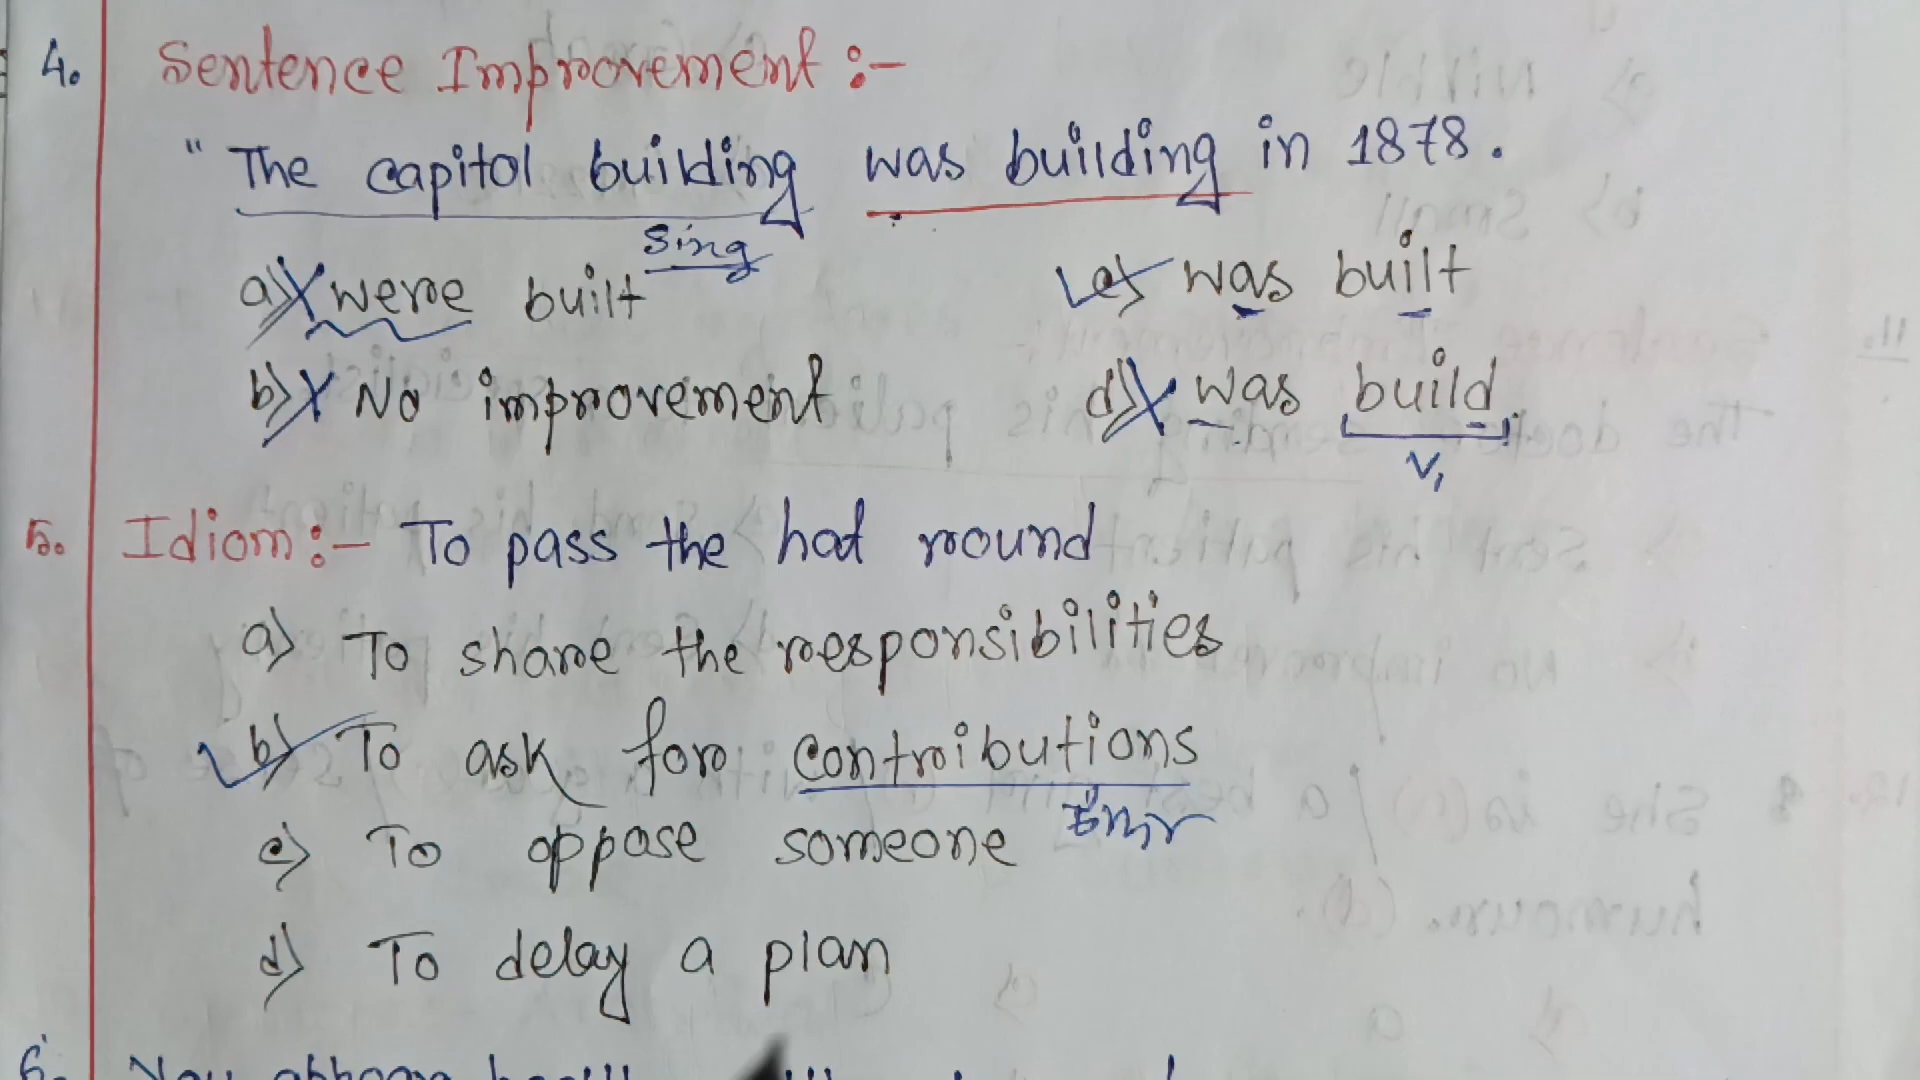 4. Sentence Improvement :-
"The capitol building was building in 1878.
Sing
a) were built c) was built
b) No improvement d) was build.
V1
5. Idiom :- To pass the hat round
a) To share the responsibilities
b) To ask for contributions
c) To oppose someone
d) To delay a plan
6. You